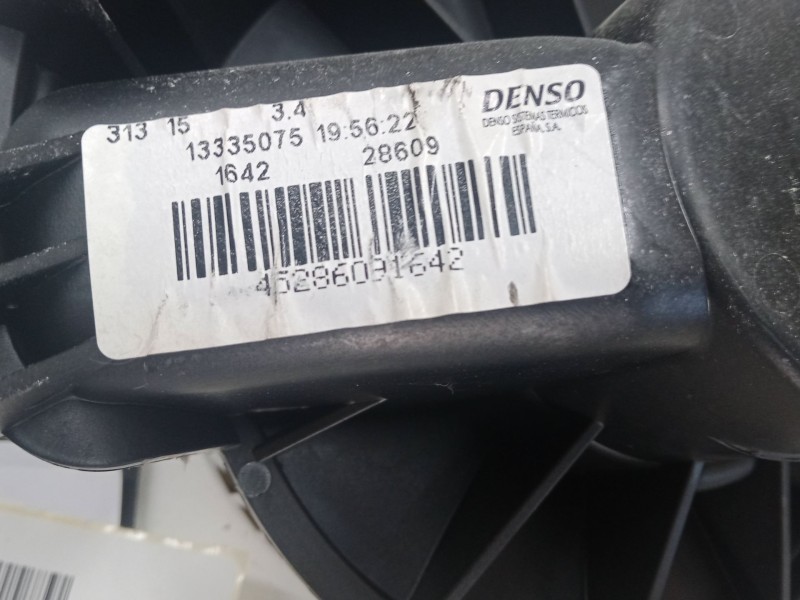 313 15 3.4
DENSO
DENSO SISTEMAS TERMICOS
ESPAÑA, S.A.
13335075 19:56:22
1642 28609
45286091642